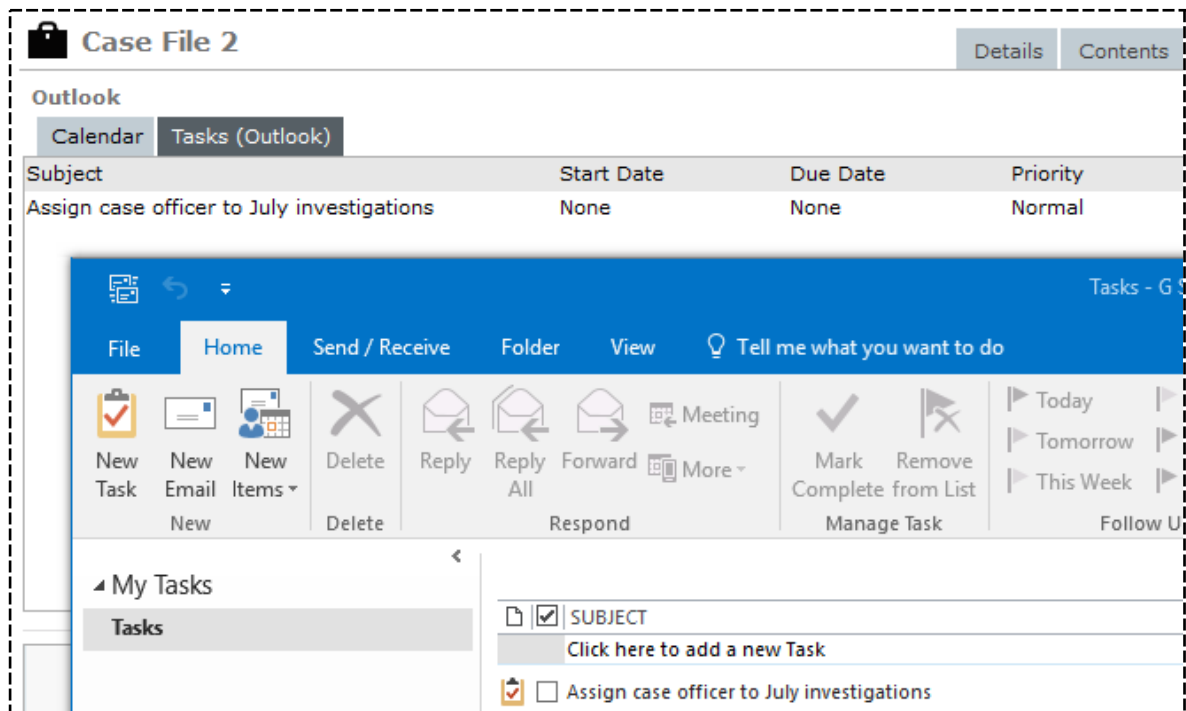 Case File 2
Details Contents
Outlook
Calendar Tasks (Outlook)
Subject Start Date Due Date Priority
Assign case officer to July investigations None None Normal
Tasks - G S
File Home Send / Receive Folder View Tell me what you want to do
New Task
New Email
New Items
Delete
Reply
Reply All
Forward
Meeting
More
Mark Complete
Remove from List
Today
Tomorrow
This Week
New Delete Respond Manage Task Follow U
My Tasks
Tasks
SUBJECT
Click here to add a new Task
Assign case officer to July investigations